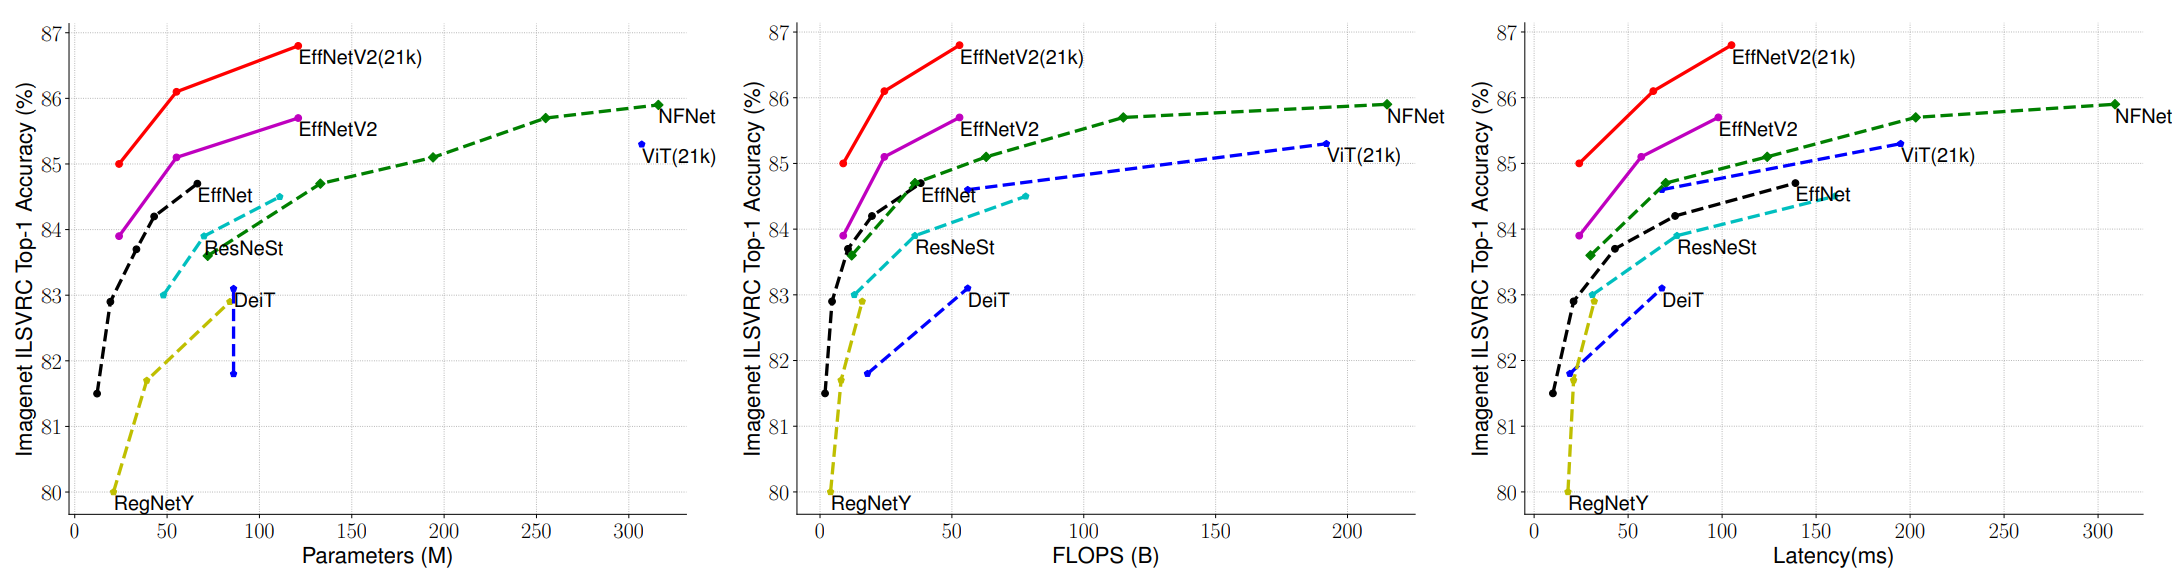 Imagenet ILSVRC Top-1 Accuracy (%)
87
86
85
84
83
82
81
80
EffNetV2(21k)
EffNetV2
NFNet
ViT(21k)
EffNet
ResNeSt
DeiT
RegNetY
0 50 100 150 200 250 300
Parameters (M)
Imagenet ILSVRC Top-1 Accuracy (%)
87
86
85
84
83
82
81
80
EffNetV2(21k)
NFNet
EffNetV2
ViT(21k)
EffNet
ResNeSt
DeiT
RegNetY
0 50 100 150 200
FLOPS (B)
Imagenet ILSVRC Top-1 Accuracy (%)
87
86
85
84
83
82
81
80
EffNetV2(21k)
NFNet
EffNetV2
ViT(21k)
EffNet
ResNeSt
DeiT
RegNetY
0 50 100 150 200 250 300
Latency(ms)